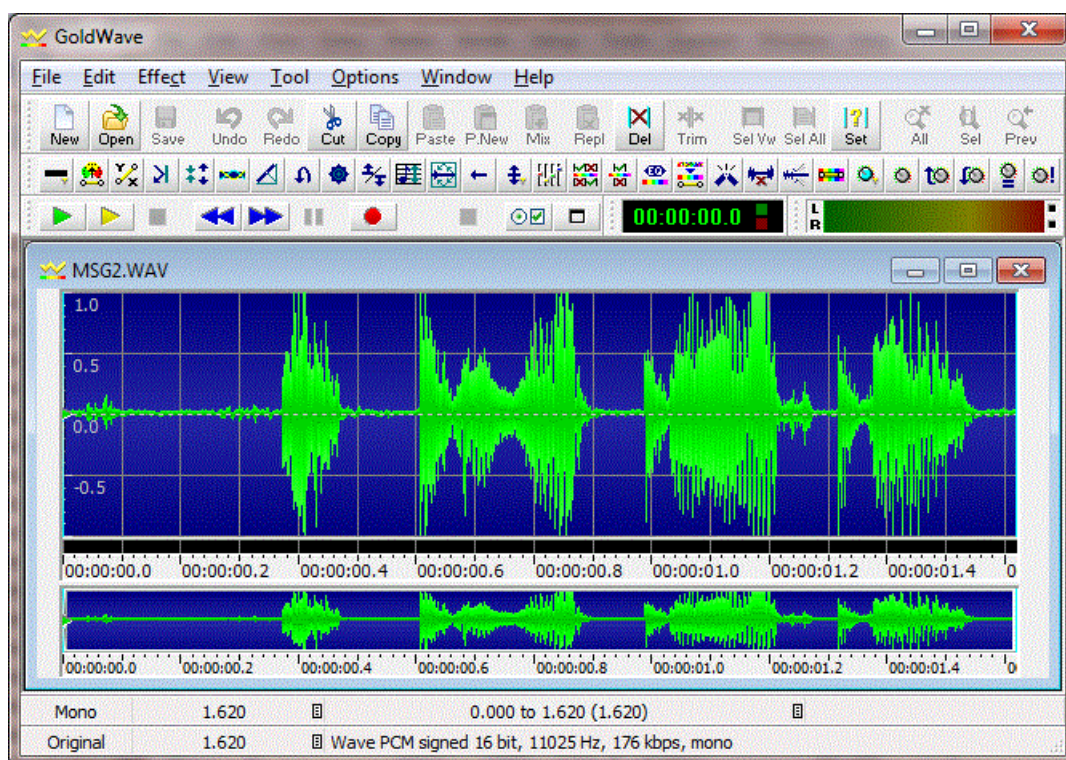 GoldWave
File Edit Effect View Tool Options Window Help
New Open Save Undo Redo Cut Copy Paste P.New Mix Repl Del Trim Sel Vw Sel All Set All Sel Prev
00:00:00.0 L
R
MSG2.WAV
1.0
0.5
0.0
-0.5
00:00:00.0 00:00:00.2 00:00:00.4 00:00:00.6 00:00:00.8 00:00:01.0 00:00:01.2 00:00:01.4 0
00:00:00.0 00:00:00.2 00:00:00.4 00:00:00.6 00:00:00.8 00:00:01.0 00:00:01.2 00:00:01.4 0
Mono 1.620 0.000 to 1.620 (1.620)
Original 1.620 Wave PCM signed 16 bit, 11025 Hz, 176 kbps, mono